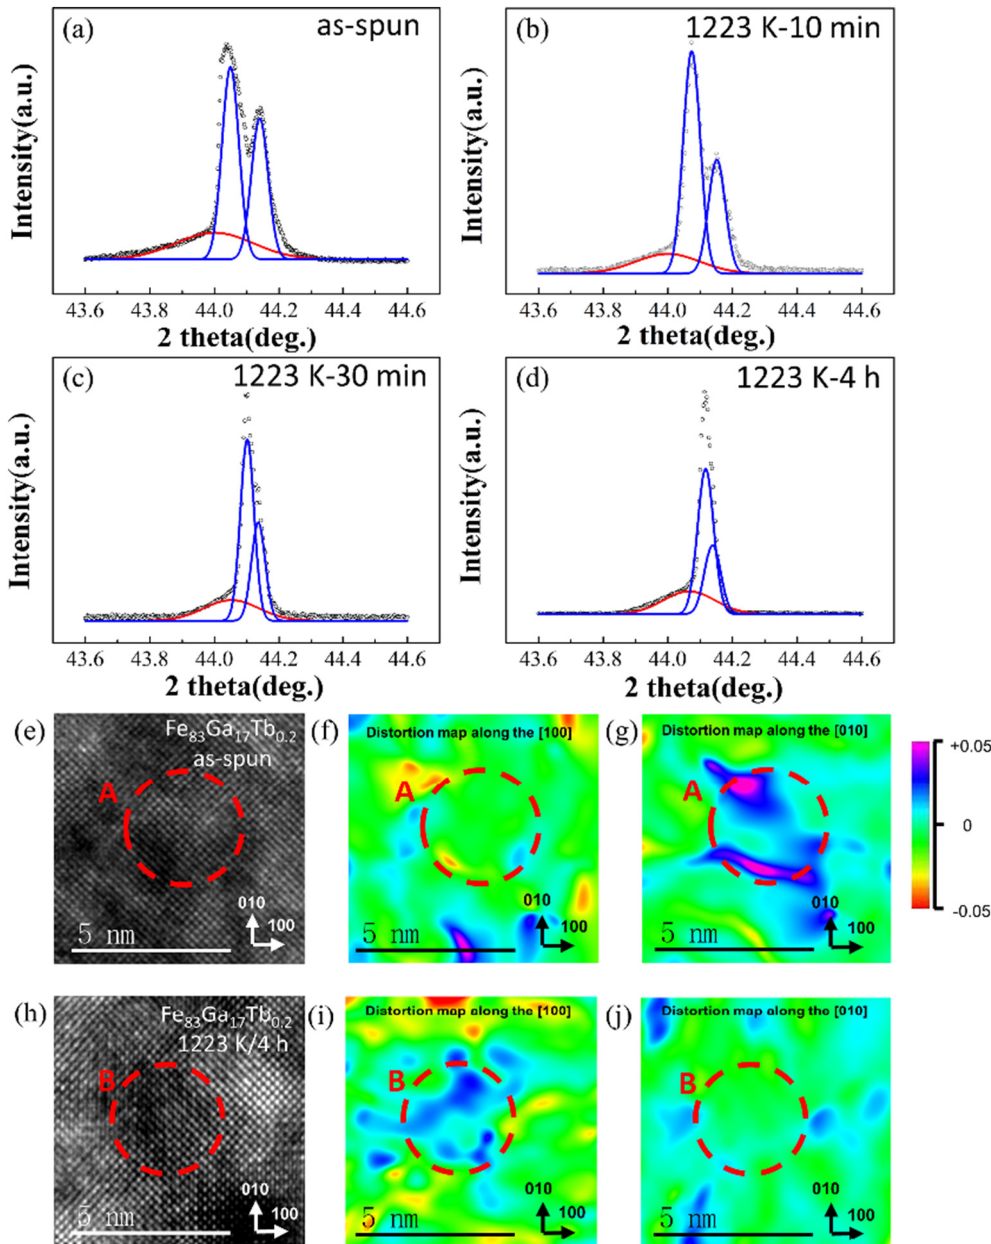 (a) as-spun
Intensity(a.u.)
43.6 43.8 44.0 44.2 44.4 44.6
2 theta(deg.)
(b) 1223 K-10 min
Intensity(a.u.)
43.6 43.8 44.0 44.2 44.4 44.6
2 theta(deg.)
(c) 1223 K-30 min
Intensity(a.u.)
43.6 43.8 44.0 44.2 44.4 44.6
2 theta(deg.)
(d) 1223 K-4 h
Intensity(a.u.)
43.6 43.8 44.0 44.2 44.4 44.6
2 theta(deg.)
(e) Fe83Ga17Tb0.2
as-spun
A
010
100
5 nm
(f) Distortion map along the [100]
A
010
100
5 nm
(g) Distortion map along the [010]
A
010
100
5 nm
+0.05
0
-0.05
(h) Fe83Ga17Tb0.2
1223 K/4 h
B
010
100
5 nm
(i) Distortion map along the [100]
B
010
100
5 nm
(j) Distortion map along the [010]
B
010
100
5 nm